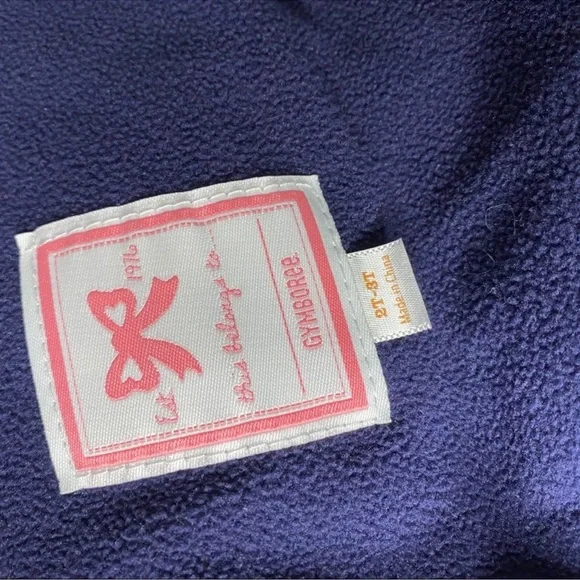 Est. 1976
this belongs to...
GYMBOREE
2T-3T
Made in China